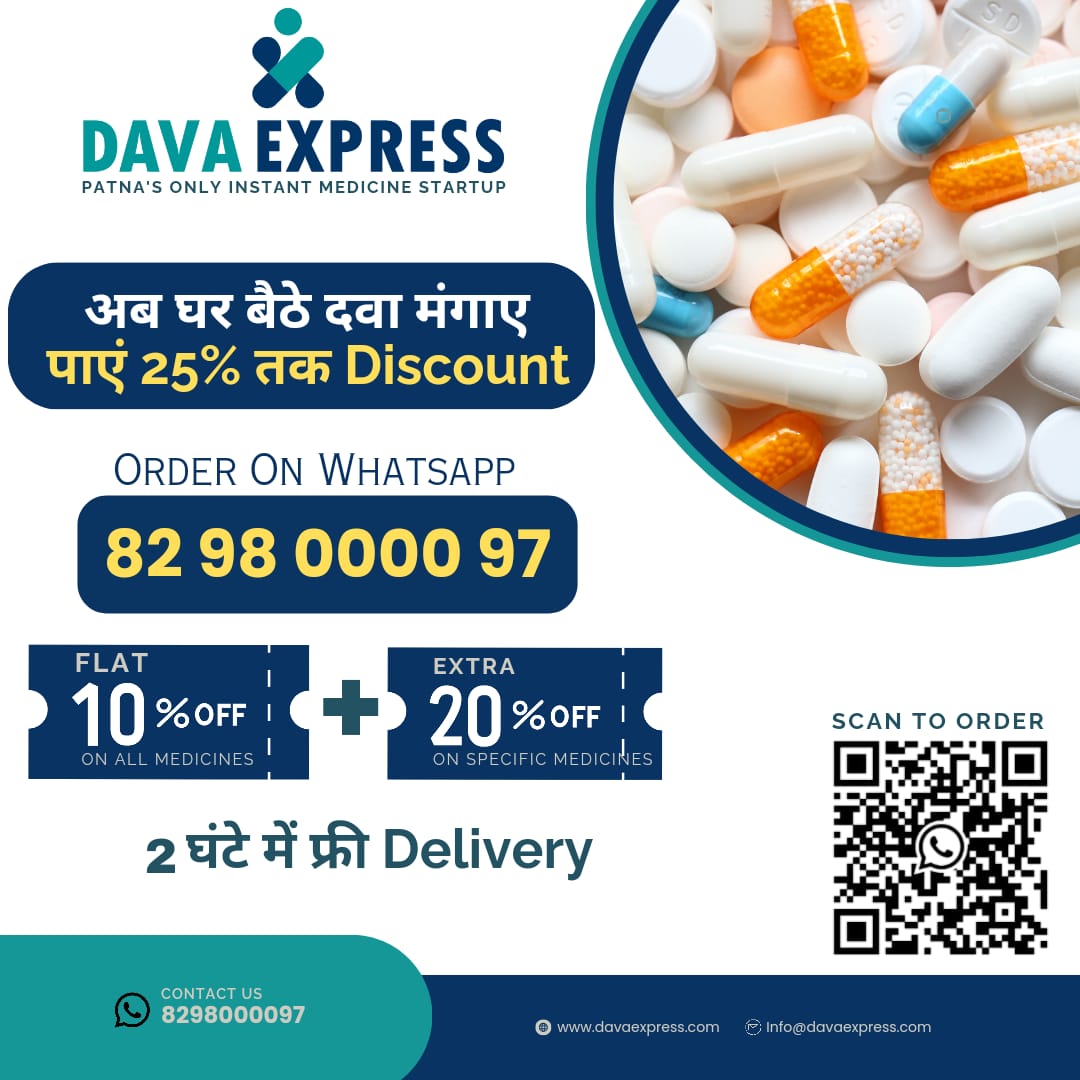 DAVA EXPRESS
PATNA'S ONLY INSTANT MEDICINE STARTUP
अब घर बैठे दवा मंगाए
पाएं 25% तक Discount
ORDER ON WHATSAPP
82 98 0000 97
FLAT
10 % OFF
ON ALL MEDICINES
+
EXTRA
20 % OFF
ON SPECIFIC MEDICINES
2 घंटे में फ्री Delivery
SCAN TO ORDER
CONTACT US
8298000097
www.davaexpress.com
Info@davaexpress.com
SD